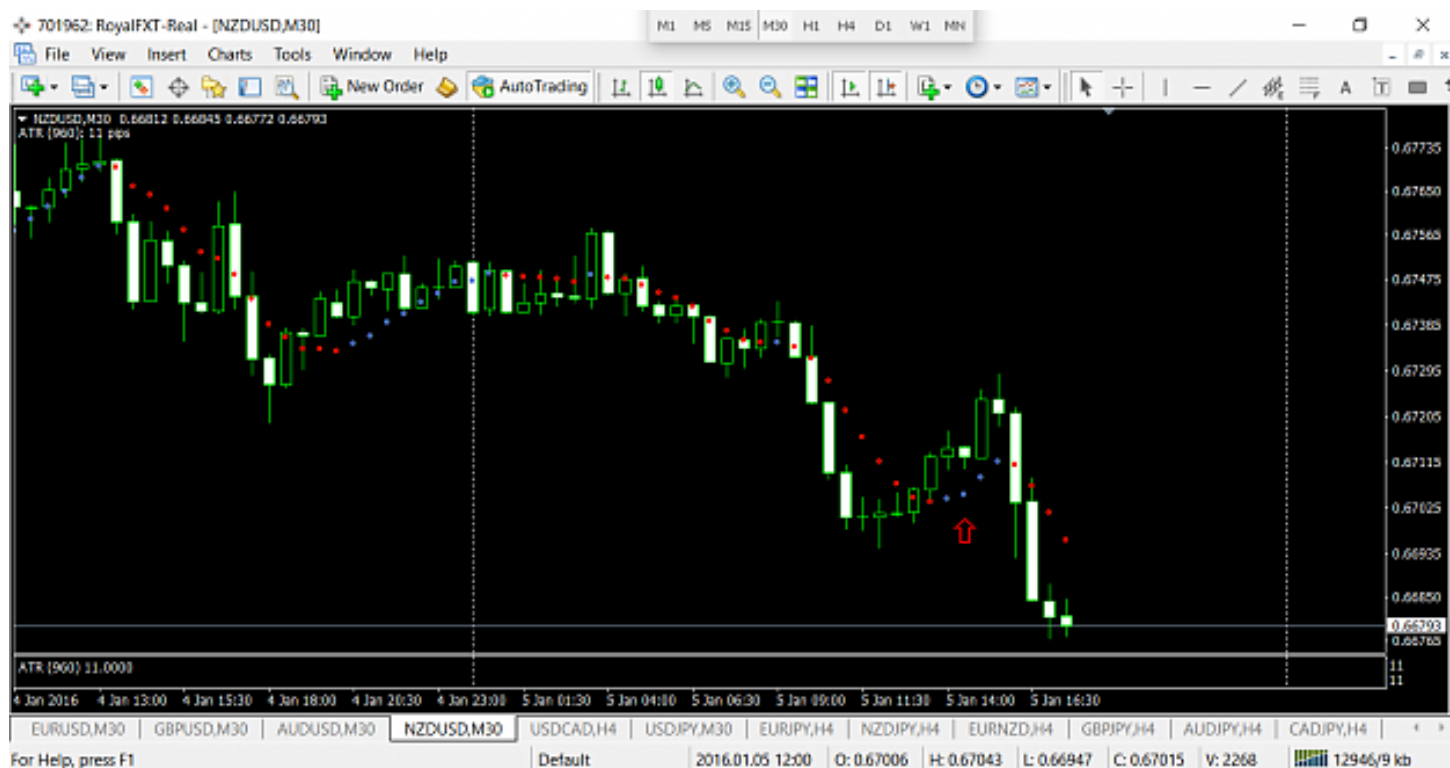 701962: RoyalFXT-Real - [NZDUSD,M30]
M1 M5 M15 M30 H1 H4 D1 W1 MN
File View Insert Charts Tools Window Help
New Order AutoTrading A T
NZDUSD,M30 0.66812 0.66845 0.66772 0.66793
ATR (960): 11 pips
0.67735
0.67650
0.67565
0.67475
0.67385
0.67295
0.67205
0.67115
0.67025
0.66935
0.66850
0.66793
0.66765
ATR (960) 11.0000
11
11
4 Jan 2016 4 Jan 13:00 4 Jan 15:30 4 Jan 18:00 4 Jan 20:30 4 Jan 23:00 5 Jan 01:30 5 Jan 04:00 5 Jan 06:30 5 Jan 09:00 5 Jan 11:30 5 Jan 14:00 5 Jan 16:30
EURUSD,M30 GBPUSD,M30 AUDUSD,M30 NZDUSD,M30 USDCAD,H4 USDJPY,M30 EURJPY,H4 NZDJPY,H4 EURNZD,H4 GBPJPY,H4 AUDJPY,H4 CADJPY,H4
For Help, press F1 Default 2016.01.05 12:00 O: 0.67006 H: 0.67043 L: 0.66947 C: 0.67015 V: 2268 12946/9 kb